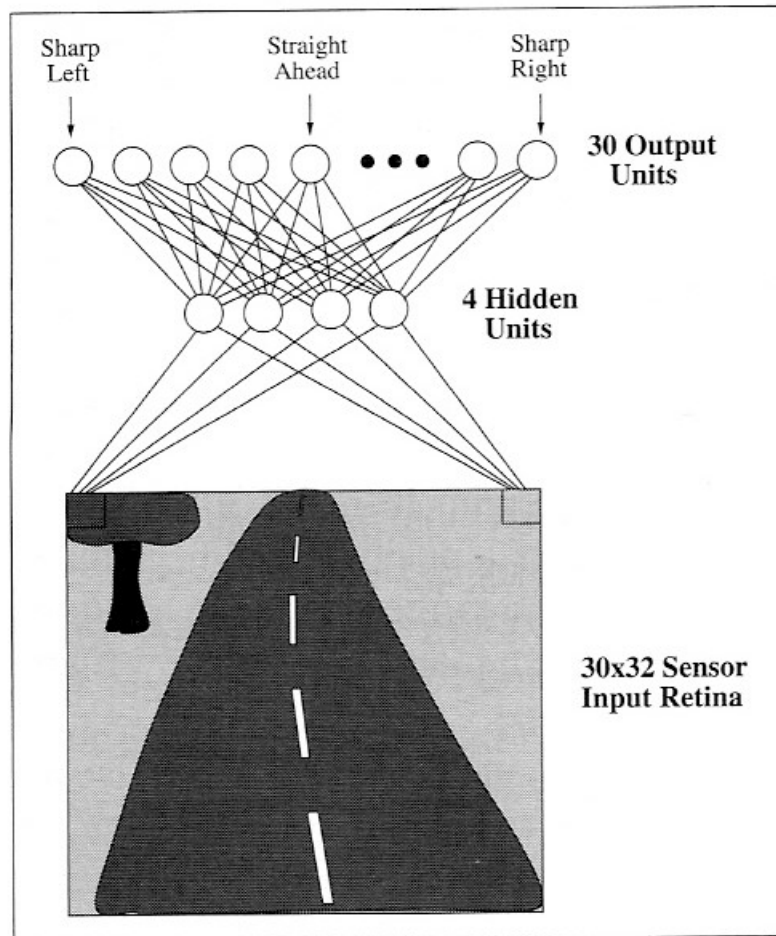 Sharp
Left
Straight
Ahead
Sharp
Right
30 Output
Units
4 Hidden
Units
30x32 Sensor
Input Retina